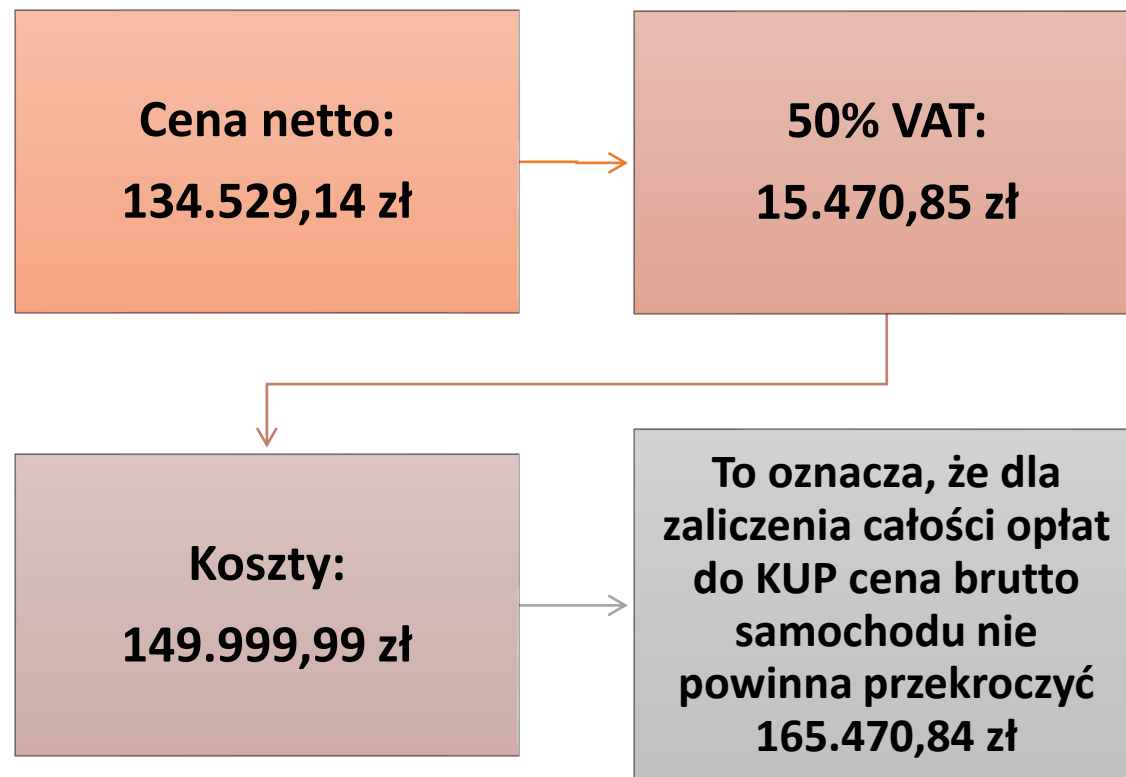 Cena netto:
134.529,14 zł
50% VAT:
15.470,85 zł
Koszty:
149.999,99 zł
To oznacza, że dla
zaliczenia całości opłat
do KUP cena brutto
samochodu nie
powinna przekroczyć
165.470,84 zł